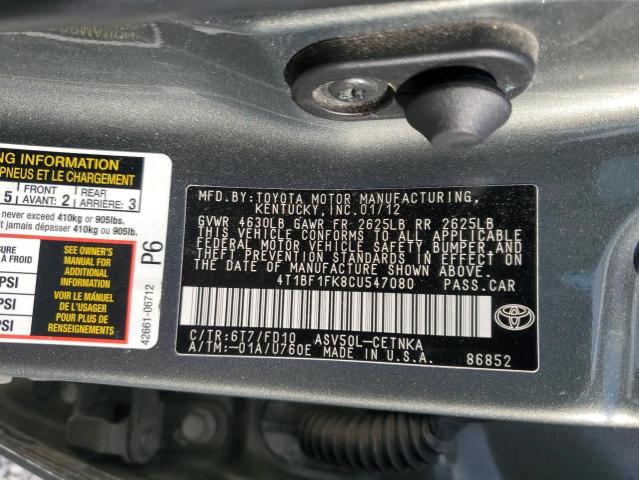 NG INFORMATION
PNEUS ET LE CHARGEMENT
5 FRONT AVANT: 2 REAR ARRIÈRE: 3
never exceed 410kg or 905lbs.
jamais dépasser 410kg ou 905lb.
À FROID
PSI
PSI
SEE OWNER'S
MANUAL FOR
ADDITIONAL
INFORMATION
VOIR LE MANUEL
DE L'USAGER
POUR PLUS DE
RENSEIGNEMENTS
P6
42661-06712
MFD.BY:TOYOTA MOTOR MANUFACTURING,
KENTUCKY,INC.01/12
GVWR 4630LB GAWR FR 2625LB RR 2625LB
THIS VEHICLE CONFORMS TO ALL APPLICABLE
FEDERAL MOTOR VEHICLE SAFETY,BUMPER,AND
THEFT PREVENTION STANDARDS IN EFFECT ON
THE DATE OF MANUFACTURE SHOWN ABOVE.
4T1BF1FK8CU547080 PASS.CAR
C/TR:6T7/FD10 ASV50L-CETNKA
A/TM:-01A/U760E MADE IN U.S.A. 86852
TOYOTA